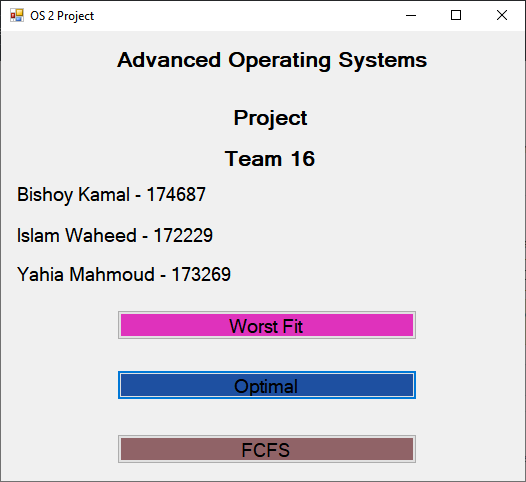 OS 2 Project
Advanced Operating Systems
Project
Team 16
Bishoy Kamal - 174687
Islam Waheed - 172229
Yahia Mahmoud - 173269
Worst Fit
Optimal
FCFS